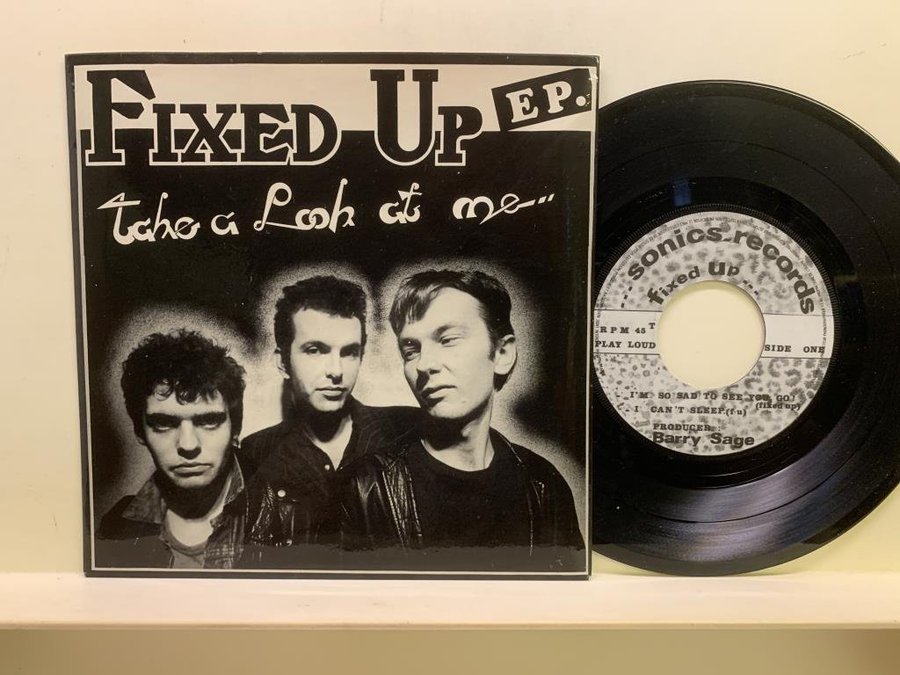 FIXED UP
EP.
take a Look at me...
...sonics-records
fixed UP...
RPM 45 T
PLAY LOUD
SIDE ONE
I'M SO SAD TO SEE YOU GO!
(fixed up)
I CAN'T SLEEP.(fu)
PRODUCER:
Barry Sage